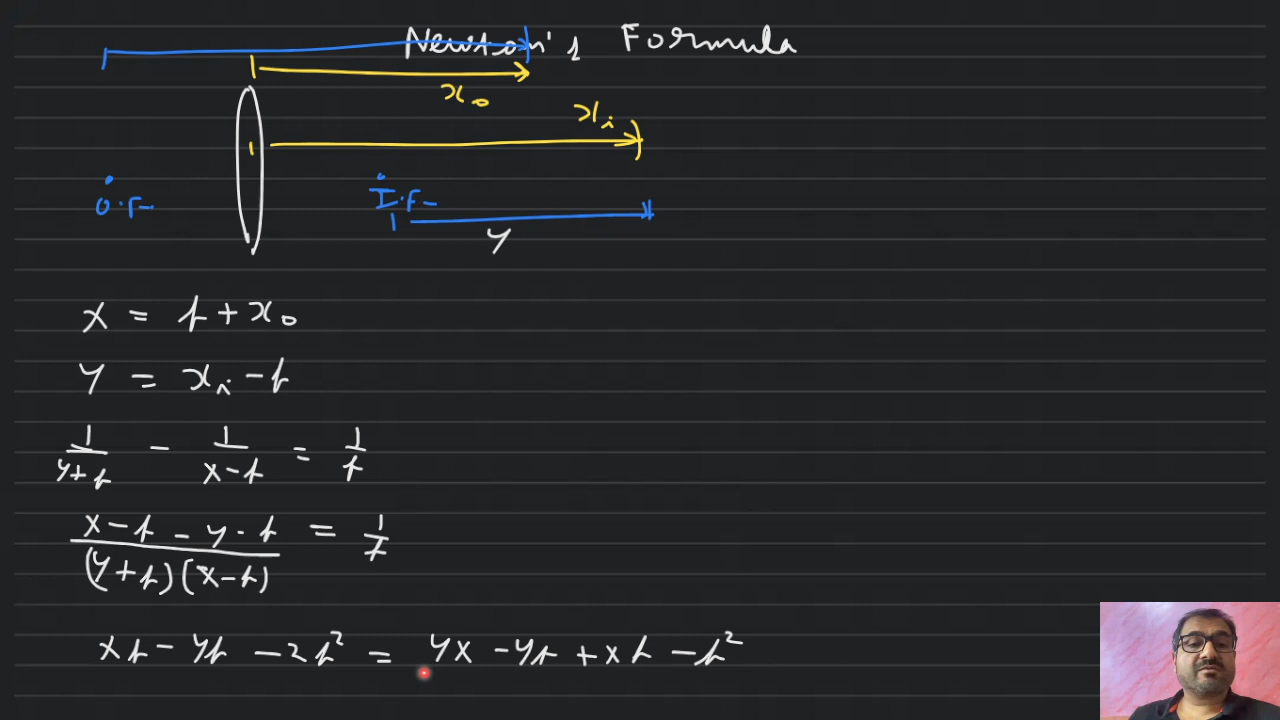 Newton's Formula
x₀
xᵢ
O.F
I.F
y
x = f + x₀
y = xᵢ - f
1/(y+f) - 1/(x-f) = 1/f
(x-f - y - f)/((y+f)(x-f)) = 1/f
xf - yf - 2f² = yx - yf + xf - f²